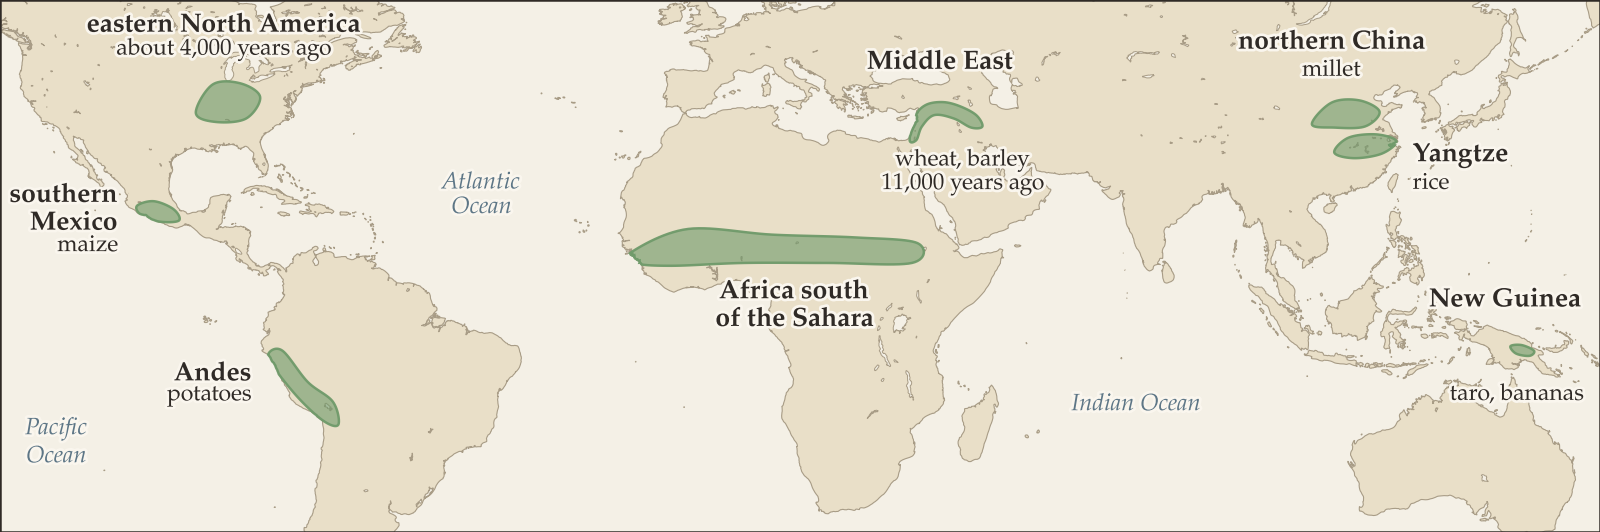 eastern North America
about 4,000 years ago
Middle East
wheat, barley
11,000 years ago
northern China
millet
Yangtze
rice
Atlantic
Ocean
southern
Mexico
maize
Africa south
of the Sahara
New Guinea
taro, bananas
Andes
potatoes
Pacific
Ocean
Indian Ocean